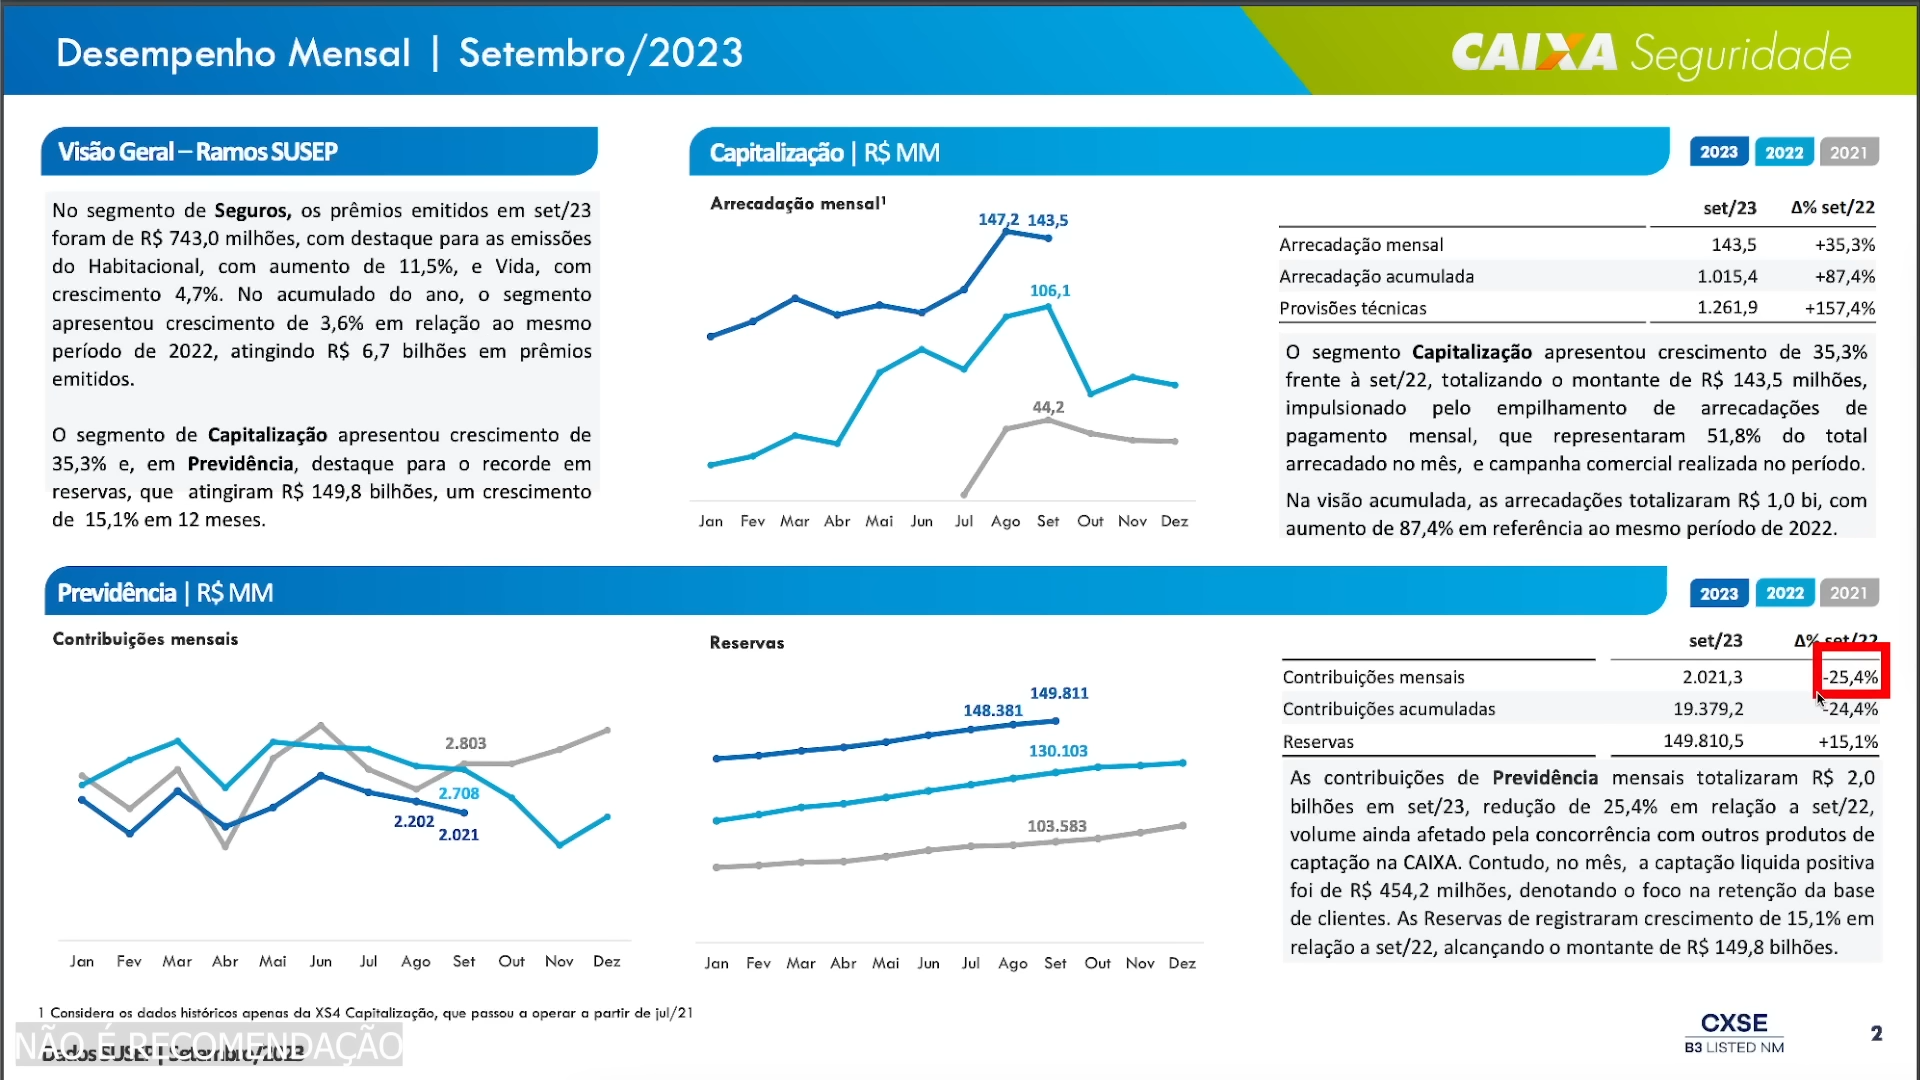 Desempenho Mensal | Setembro/2023
CAIXA Seguridade
Visão Geral – Ramos SUSEP
No segmento de Seguros, os prêmios emitidos em set/23
foram de R$ 743,0 milhões, com destaque para as emissões
do Habitacional, com aumento de 11,5%, e Vida, com
crescimento 4,7%. No acumulado do ano, o segmento
apresentou crescimento de 3,6% em relação ao mesmo
período de 2022, atingindo R$ 6,7 bilhões em prêmios
emitidos.
O segmento de Capitalização apresentou crescimento de
35,3% e, em Previdência, destaque para o recorde em
reservas, que atingiram R$ 149,8 bilhões, um crescimento
de 15,1% em 12 meses.
Capitalização | R$ MM
2023 2022 2021
Arrecadação mensal¹
147,2 143,5
106,1
44,2
Jan Fev Mar Abr Mai Jun Jul Ago Set Out Nov Dez
set/23 Δ% set/22
Arrecadação mensal 143,5 +35,3%
Arrecadação acumulada 1.015,4 +87,4%
Provisões técnicas 1.261,9 +157,4%
O segmento Capitalização apresentou crescimento de 35,3%
frente à set/22, totalizando o montante de R$ 143,5 milhões,
impulsionado pelo empilhamento de arrecadações de
pagamento mensal, que representaram 51,8% do total
arrecadado no mês, e campanha comercial realizada no período.
Na visão acumulada, as arrecadações totalizaram R$ 1,0 bi, com
aumento de 87,4% em referência ao mesmo período de 2022.
Previdência | R$ MM
2023 2022 2021
Contribuições mensais
2.803
2.708
2.202
2.021
Jan Fev Mar Abr Mai Jun Jul Ago Set Out Nov Dez
Reservas
149.811
148.381
130.103
103.583
Jan Fev Mar Abr Mai Jun Jul Ago Set Out Nov Dez
set/23 Δ% set/22
Contribuições mensais 2.021,3 -25,4%
Contribuições acumuladas 19.379,2 -24,4%
Reservas 149.810,5 +15,1%
As contribuições de Previdência mensais totalizaram R$ 2,0
bilhões em set/23, redução de 25,4% em relação a set/22,
volume ainda afetado pela concorrência com outros produtos de
captação na CAIXA. Contudo, no mês, a captação liquida positiva
foi de R$ 454,2 milhões, denotando o foco na retenção da base
de clientes. As Reservas de registraram crescimento de 15,1% em
relação a set/22, alcançando o montante de R$ 149,8 bilhões.
1 Considera os dados históricos apenas da XS4 Capitalização, que passou a operar a partir de jul/21
NÃO É RECOMENDAÇÃO
Dados SUSEP | Setembro/2023
CXSE
B3 LISTED NM
2